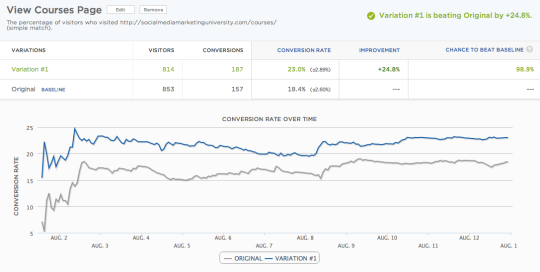 View Courses Page Edit Remove
The percentage of visitors who visited http://socialmediamarketinguniversity.com/courses/
(simple match).
Variation #1 is beating Original by +24.8%.
VARIATIONS VISITORS CONVERSIONS CONVERSION RATE IMPROVEMENT CHANCE TO BEAT BASELINE ?
Variation #1 814 187 23.0% (±2.89%) +24.8% 98.9%
Original BASELINE 853 157 18.4% (±2.60%) --- ---
CONVERSION RATE OVER TIME
CONVERSION RATE
25
20
15
10
5
AUG. 2 AUG. 4 AUG. 6 AUG. 8 AUG. 10 AUG. 12
AUG. 3 AUG. 5 AUG. 7 AUG. 9 AUG. 11 AUG. 1
ORIGINAL VARIATION #1